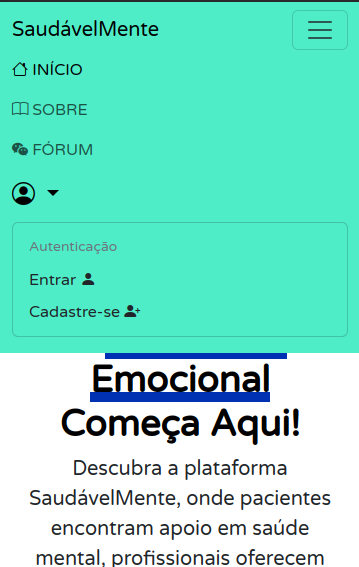 SaudávelMente
INÍCIO
SOBRE
FÓRUM
Autenticação
Entrar
Cadastre-se
Emocional
Começa Aqui!
Descubra a plataforma
SaudávelMente, onde pacientes
encontram apoio em saúde
mental, profissionais oferecem